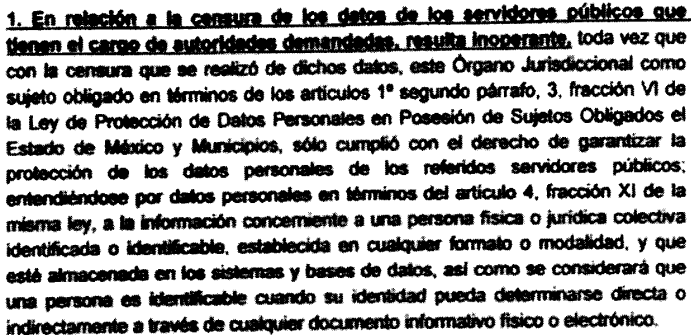 1. En relación a la censura de los datos de los servidores públicos que
tienen el cargo de autoridades demandadas, resulta inoperante, toda vez que
con la censura que se realizó de dichos datos, este Órgano Jurisdiccional como
sujeto obligado en términos de los artículos 1° segundo párrafo, 3, fracción VI de
la Ley de Protección de Datos Personales en Posesión de Sujetos Obligados el
Estado de México y Municipios, sólo cumplió con el derecho de garantizar la
protección de los datos personales de los referidos servidores públicos;
entendiéndose por datos personales en términos del artículo 4, fracción XI de la
misma ley, a la información concerniente a una persona física o jurídica colectiva
identificada o identificable, establecida en cualquier formato o modalidad, y que
esté almacenada en los sistemas y bases de datos, así como se considerará que
una persona es identificable cuando su identidad pueda determinarse directa o
indirectamente a través de cualquier documento informativo físico o electrónico.